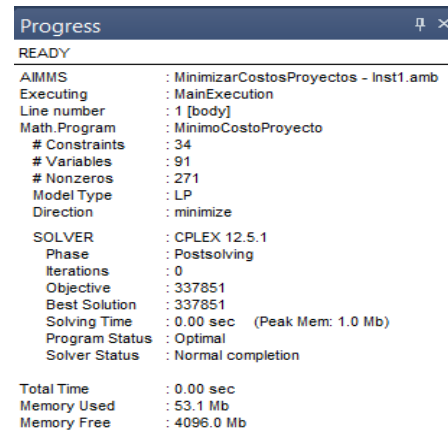 Progress
READY
AIMMS : MinimizarCostosProyectos - Inst1.amb
Executing : MainExecution
Line number : 1 [body]
Math.Program : MinimoCostoProyecto
# Constraints : 34
# Variables : 91
# Nonzeros : 271
Model Type : LP
Direction : minimize
SOLVER : CPLEX 12.5.1
Phase : Postsolving
Iterations : 0
Objective : 337851
Best Solution : 337851
Solving Time : 0.00 sec (Peak Mem: 1.0 Mb)
Program Status : Optimal
Solver Status : Normal completion
Total Time : 0.00 sec
Memory Used : 53.1 Mb
Memory Free : 4096.0 Mb